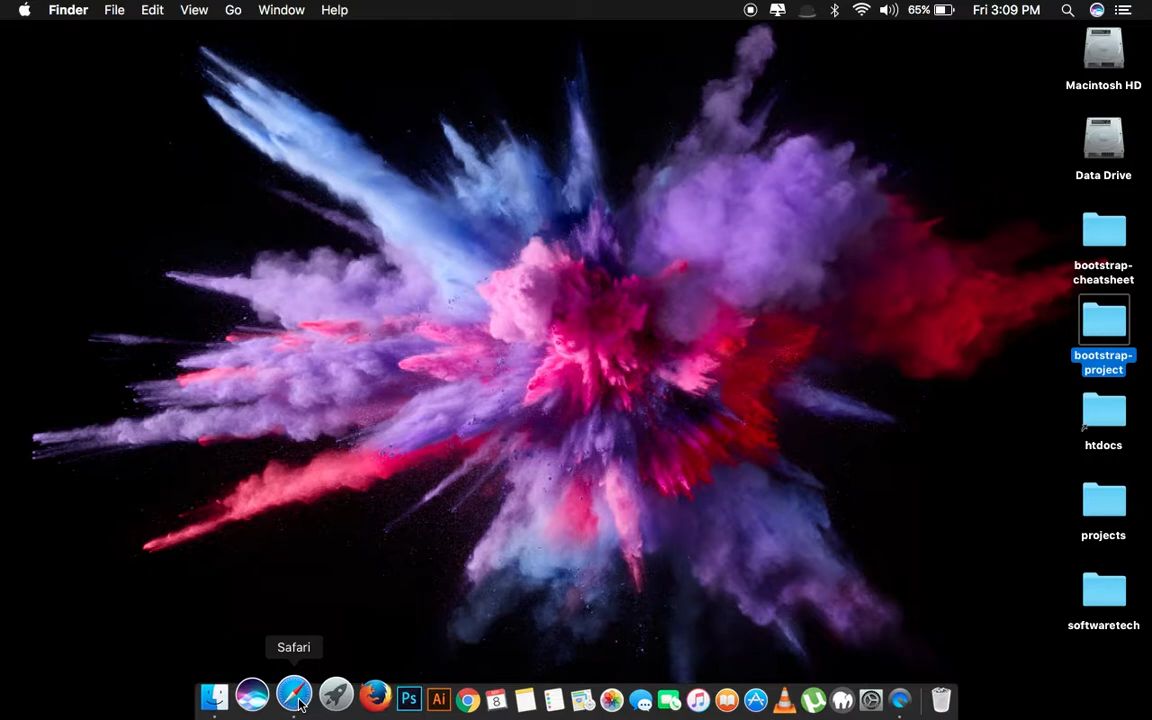 Finder File Edit View Go Window Help 65% Fri 3:09 PM
Macintosh HD
Data Drive
bootstrap-
cheatsheet
bootstrap-
project
htdocs
projects
softwaretech
Safari
Ps Ai 8